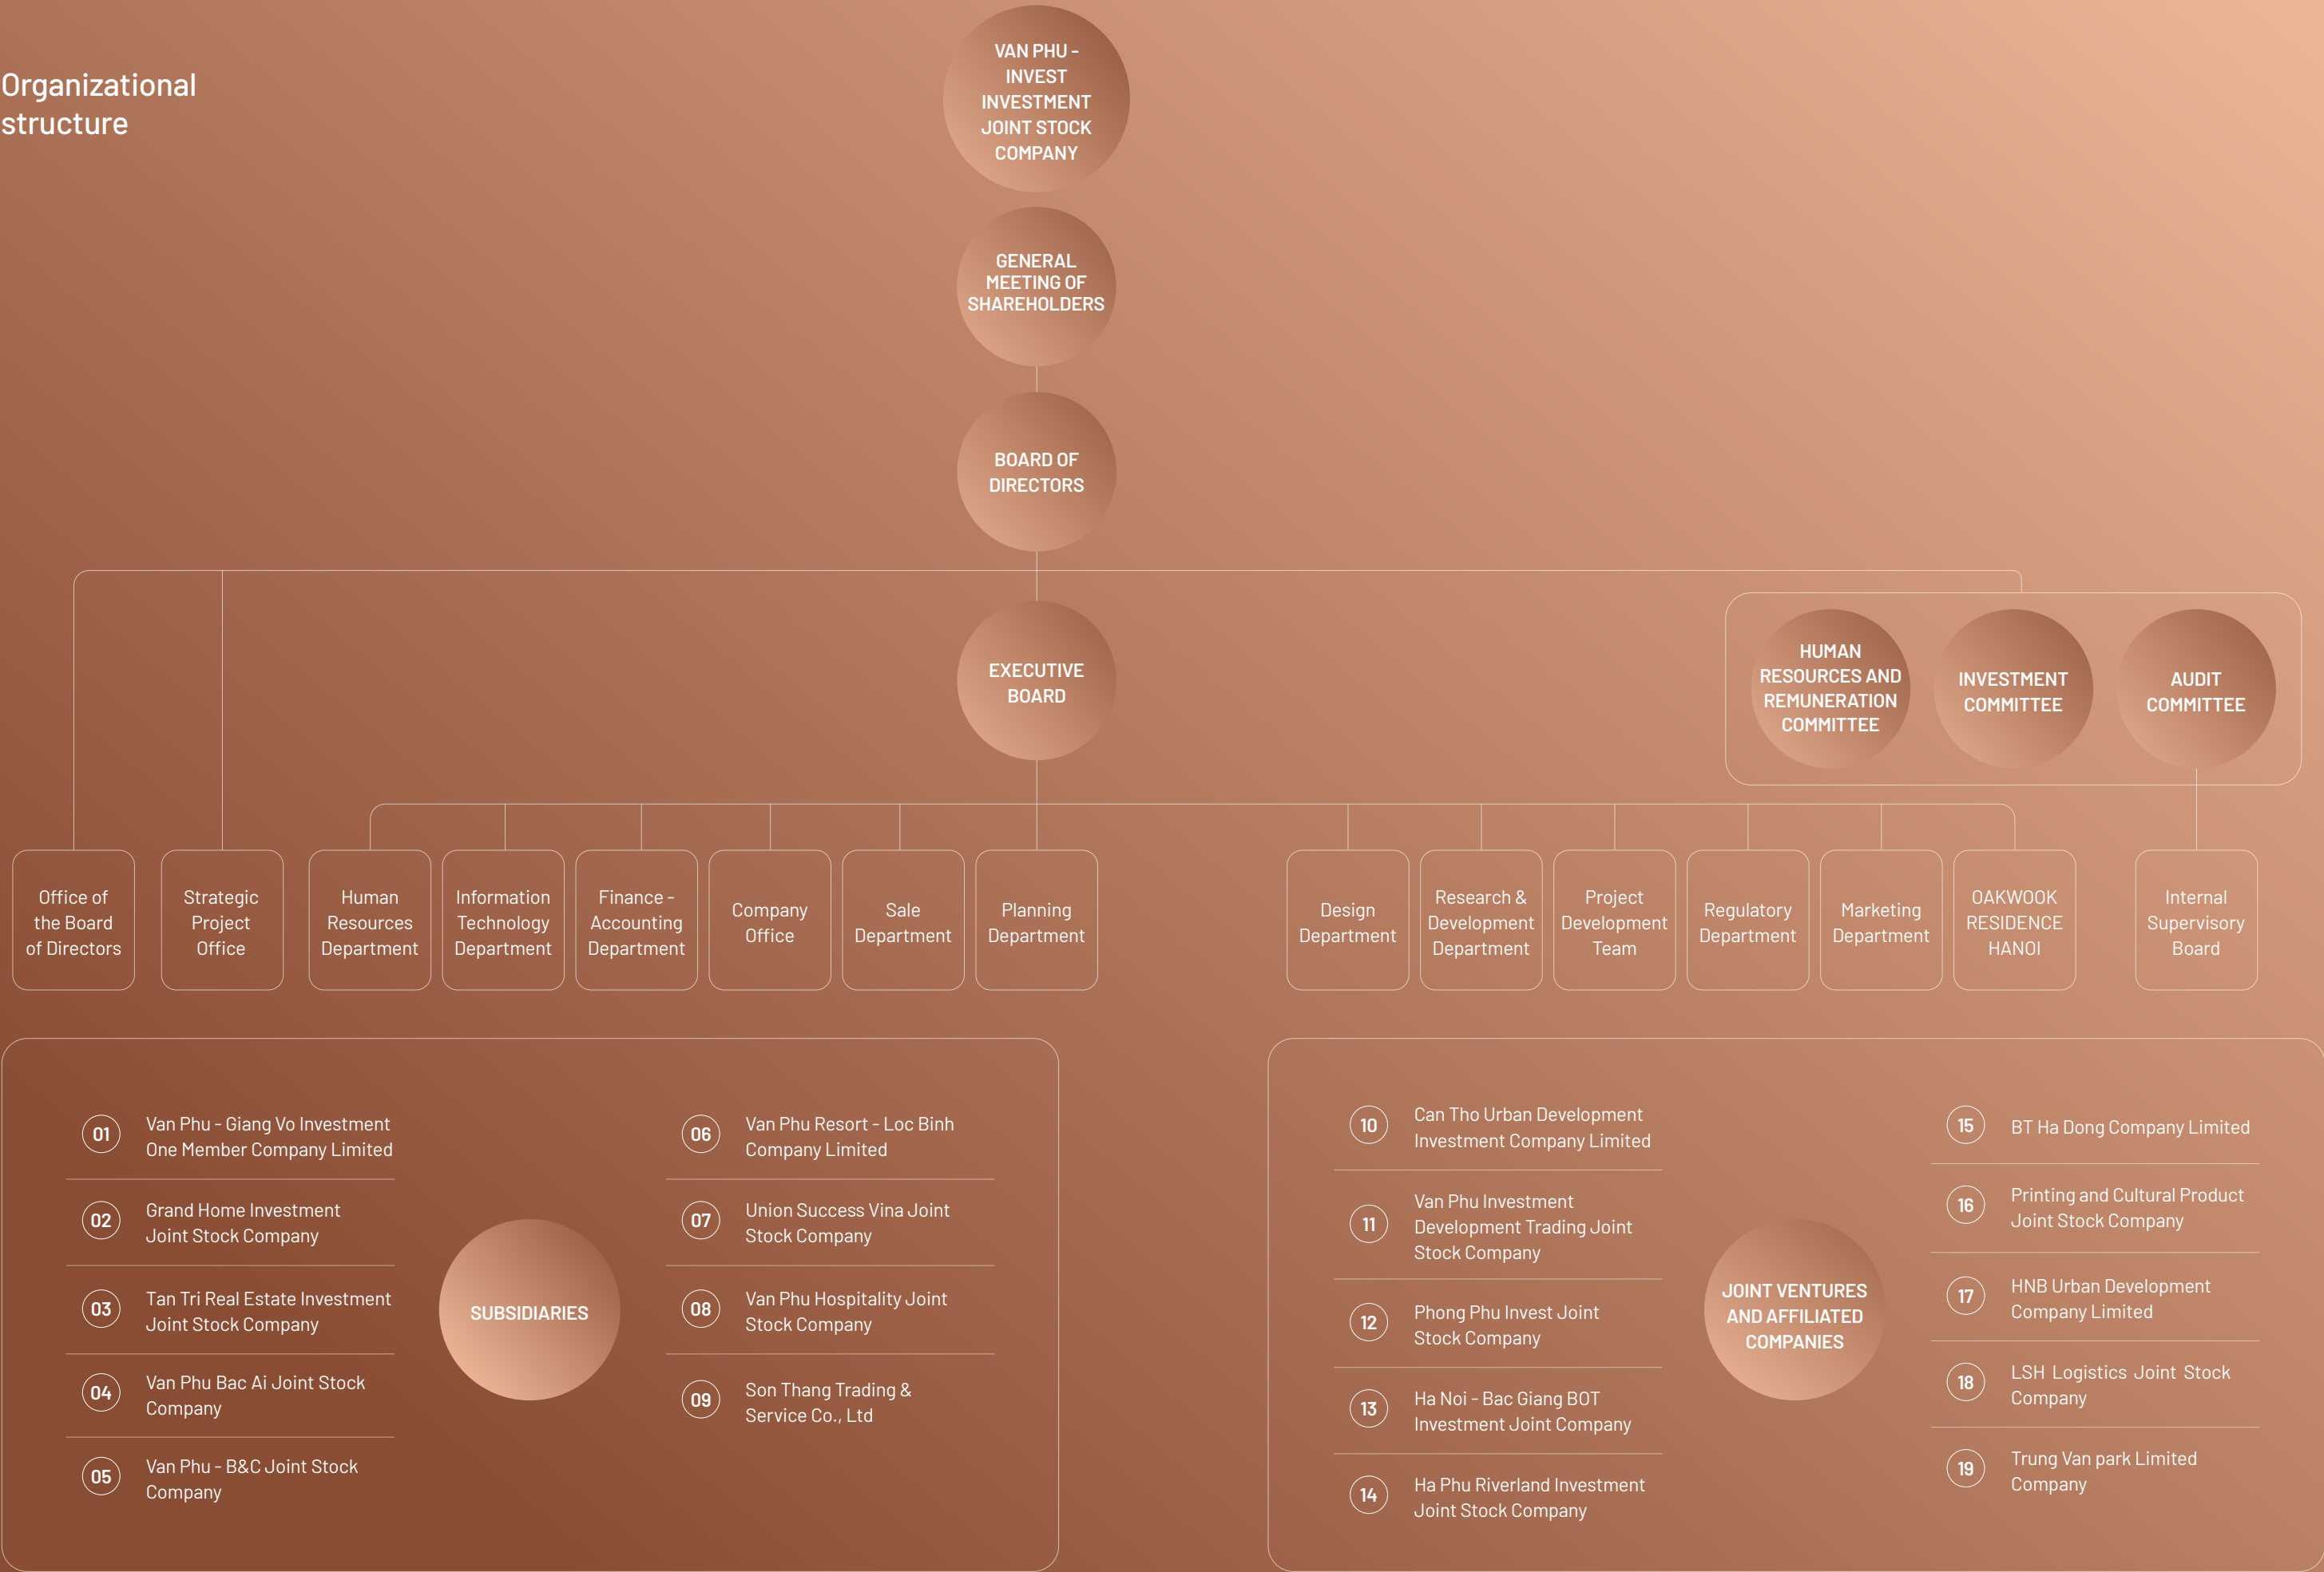 Organizational
structure
VAN PHU -
INVEST
INVESTMENT
JOINT STOCK
COMPANY
GENERAL
MEETING OF
SHAREHOLDERS
BOARD OF
DIRECTORS
EXECUTIVE
BOARD
HUMAN
RESOURCES AND
REMUNERATION
COMMITTEE
INVESTMENT
COMMITTEE
AUDIT
COMMITTEE
Office of
the Board
of Directors
Strategic
Project
Office
Human
Resources
Department
Information
Technology
Department
Finance -
Accounting
Department
Company
Office
Sale
Department
Planning
Department
Design
Department
Research &
Development
Department
Project
Development
Team
Regulatory
Department
Marketing
Department
OAKWOOK
RESIDENCE
HANOI
Internal
Supervisory
Board
SUBSIDIARIES
01
Van Phu - Giang Vo Investment
One Member Company Limited
02
Grand Home Investment
Joint Stock Company
03
Tan Tri Real Estate Investment
Joint Stock Company
04
Van Phu Bac Ai Joint Stock
Company
05
Van Phu - B&C Joint Stock
Company
06
Van Phu Resort - Loc Binh
Company Limited
07
Union Success Vina Joint
Stock Company
08
Van Phu Hospitality Joint
Stock Company
09
Son Thang Trading &
Service Co., Ltd
JOINT VENTURES
AND AFFILIATED
COMPANIES
10
Can Tho Urban Development
Investment Company Limited
11
Van Phu Investment
Development Trading Joint
Stock Company
12
Phong Phu Invest Joint
Stock Company
13
Ha Noi - Bac Giang BOT
Investment Joint Company
14
Ha Phu Riverland Investment
Joint Stock Company
15
BT Ha Dong Company Limited
16
Printing and Cultural Product
Joint Stock Company
17
HNB Urban Development
Company Limited
18
LSH Logistics Joint Stock
Company
19
Trung Van park Limited
Company